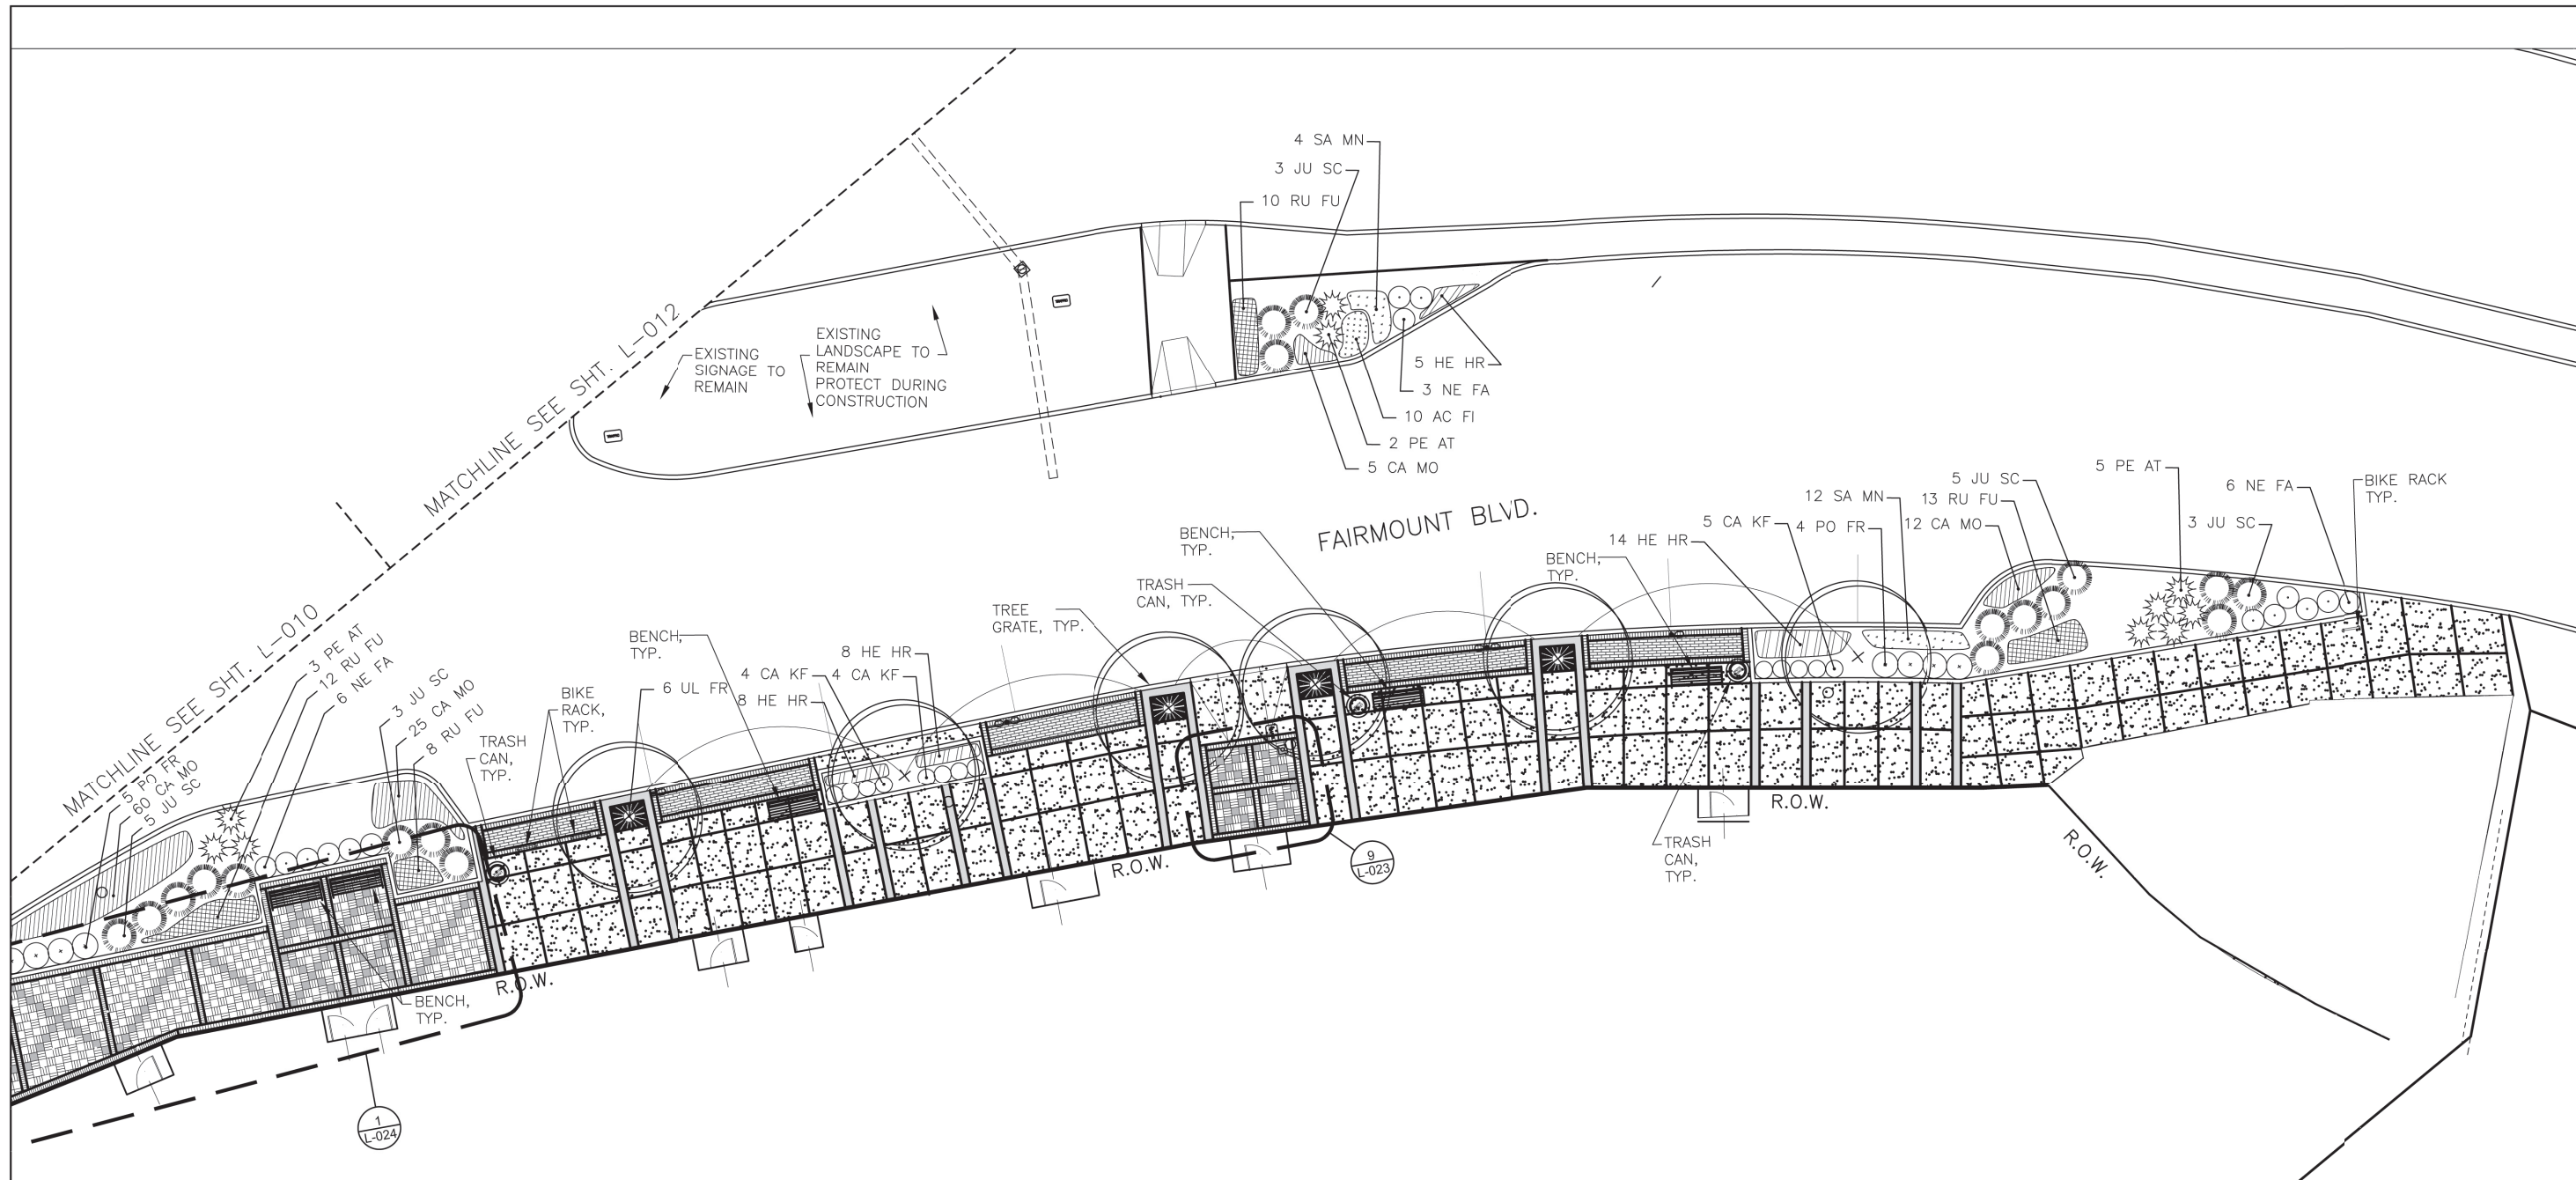 4 SA MN
3 JU SC
10 RU FU
MATCHLINE SEE SHT. L-012
EXISTING
SIGNAGE TO
REMAIN
EXISTING
LANDSCAPE TO
REMAIN
PROTECT DURING
CONSTRUCTION
5 HE HR
3 NE FA
10 AC FI
2 PE AT
5 CA MO
FAIRMOUNT BLVD.
MATCHLINE SEE SHT. L-010
5 PO FR
60 CA MO
5 JU SC
3 PE AT
12 RU FU
6 NE FA
3 JU SC
25 CA MO
8 RU FU
TRASH
CAN,
TYP.
BIKE
RACK,
TYP.
BENCH,
TYP.
6 UL FR
4 CA KF
8 HE HR
8 HE HR
4 CA KF
TREE
GRATE, TYP.
TRASH
CAN, TYP.
BENCH,
TYP.
BENCH,
TYP.
14 HE HR
5 CA KF
4 PO FR
12 SA MN
12 CA MO
13 RU FU
5 JU SC
5 PE AT
6 NE FA
3 JU SC
BIKE RACK
TYP.
R.O.W.
R.O.W.
R.O.W.
R.O.W.
BENCH,
TYP.
TRASH
CAN,
TYP.
9
L-023
1
L-024